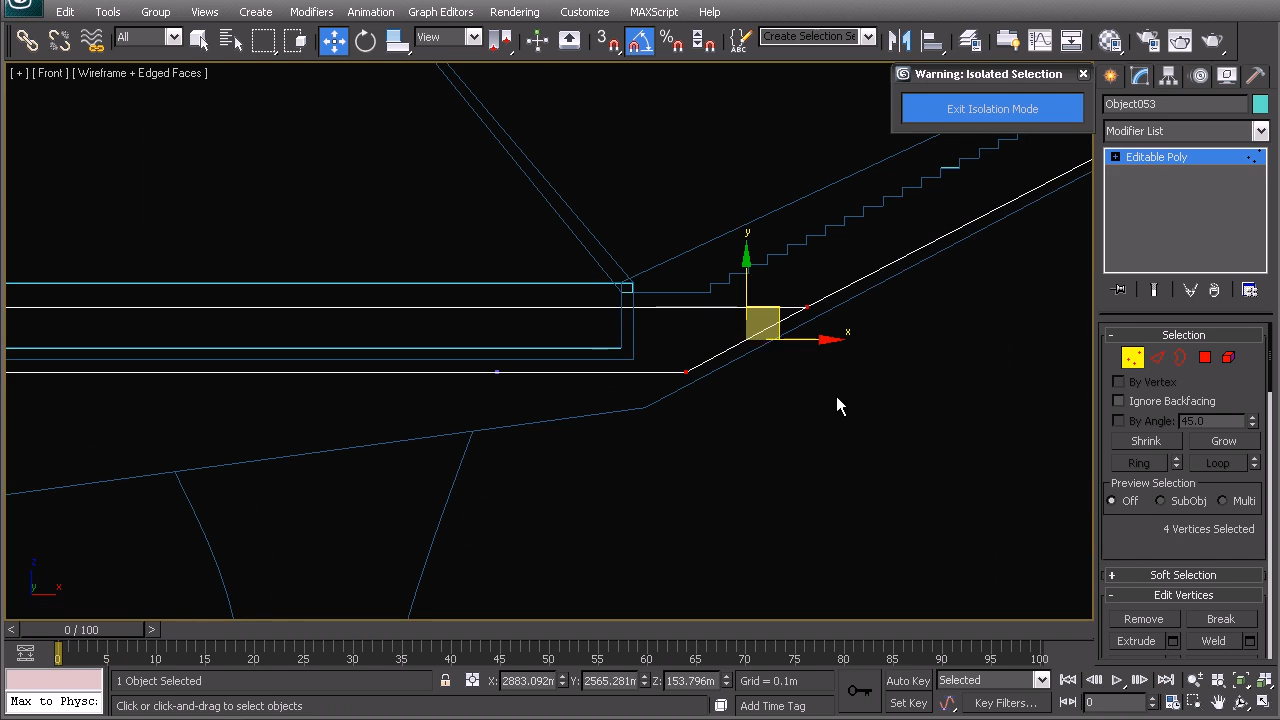 Edit Views Tools Group Views Create Modifiers Animation Graph Editors Rendering Customize MAXScript Help
All
View
3
%
ABC
Create Selection Se
[ + ] [ Front ] [ Wireframe + Edged Faces ]
Warning: Isolated Selection
Exit Isolation Mode
Object053
Modifier List
Editable Poly
y
x
- Selection
By Vertex
Ignore Backfacing
By Angle: 45.0
Shrink Grow
Ring Loop
Preview Selection
Off SubObj Multi
4 Vertices Selected
+ Soft Selection
- Edit Vertices
Remove Break
Extrude Weld
z
y x
< 0 / 100 >
0 5 10 15 20 25 30 35 40 45 50 55 60 65 70 75 80 85 90 95 100
1 Object Selected X: 2883.092m Y: 2565.281m Z: 153.796m Grid = 0.1m Auto Key Selected
Max to Physc: Click or click-and-drag to select objects Add Time Tag Set Key Key Filters... 0